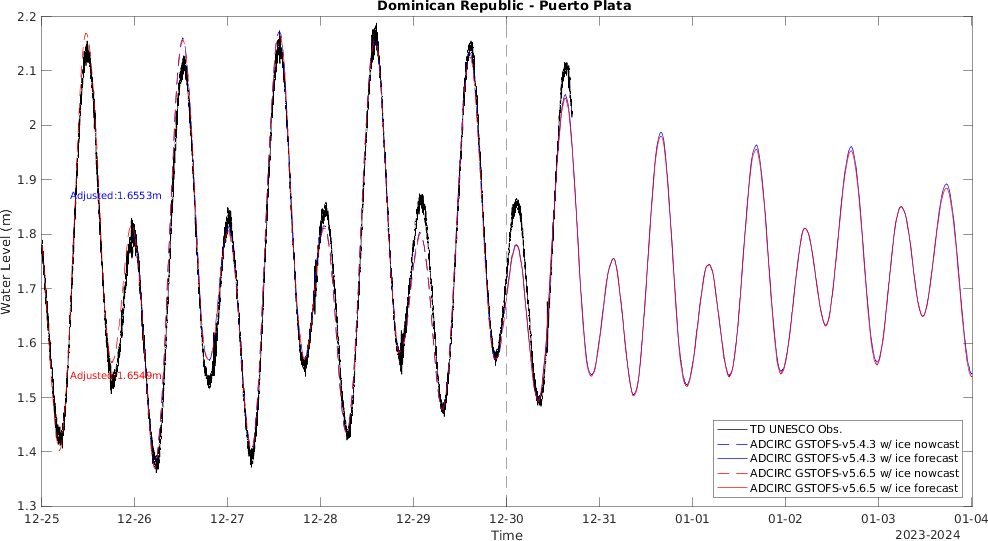 Dominican Republic - Puerto Plata
2.2
2.1
2
1.9
1.8
1.7
1.6
1.5
1.4
1.3
Water Level (m)
Adjusted:1.6553m
Adjusted:1.6549m
TD UNESCO Obs.
ADCIRC GSTOFS-v5.4.3 w/ ice nowcast
ADCIRC GSTOFS-v5.4.3 w/ ice forecast
ADCIRC GSTOFS-v5.6.5 w/ ice nowcast
ADCIRC GSTOFS-v5.6.5 w/ ice forecast
12-25 12-26 12-27 12-28 12-29 12-30 12-31 01-01 01-02 01-03 01-04
Time
2023-2024